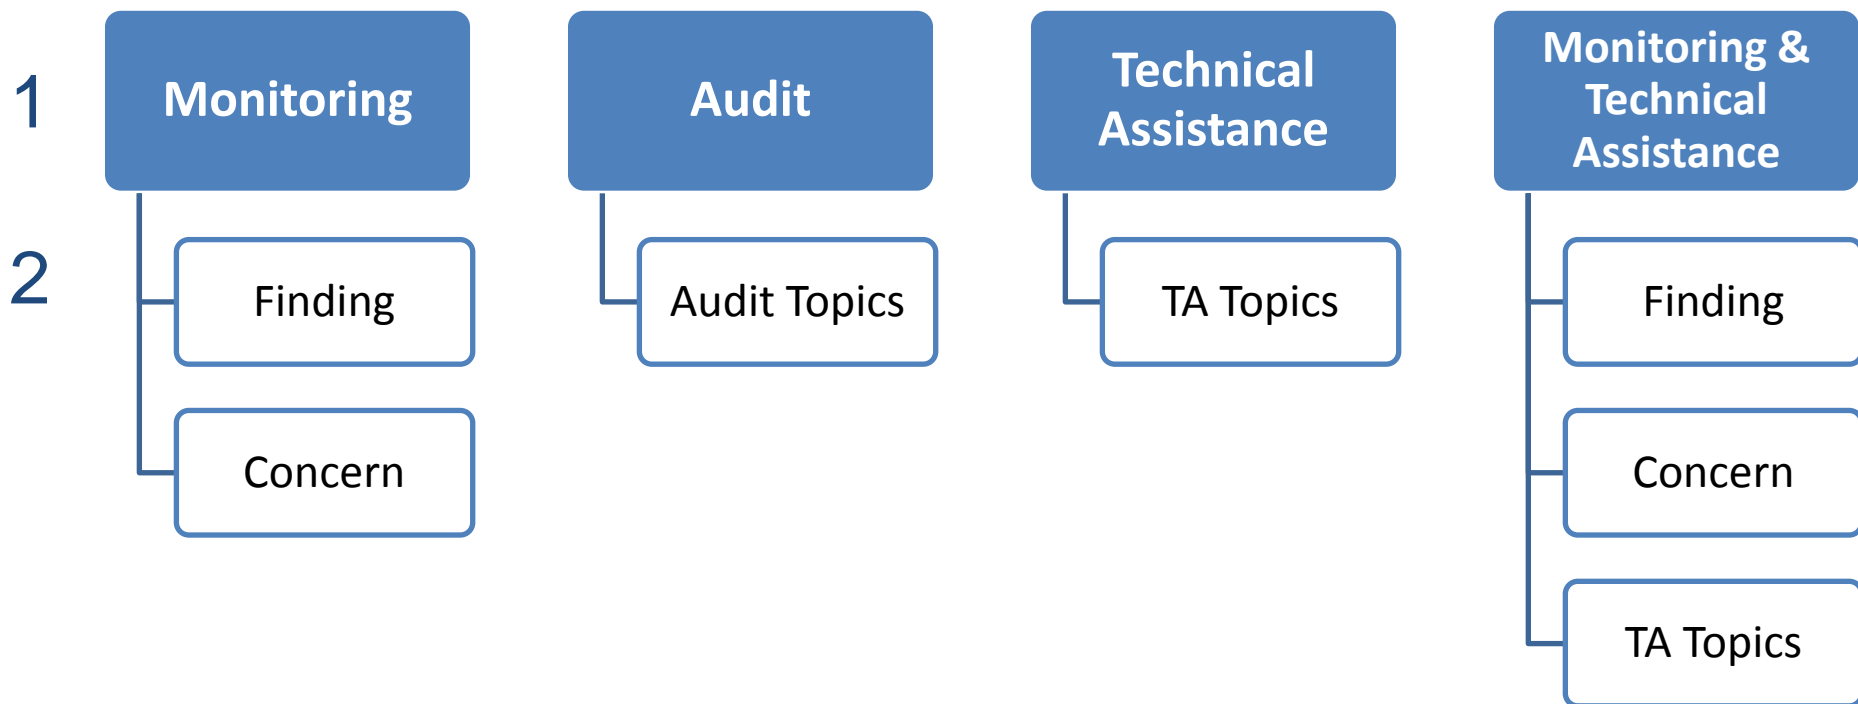 1
Monitoring
Audit
Technical
Assistance
Monitoring &
Technical
Assistance
2
Finding
Audit Topics
TA Topics
Finding
Concern
Concern
TA Topics